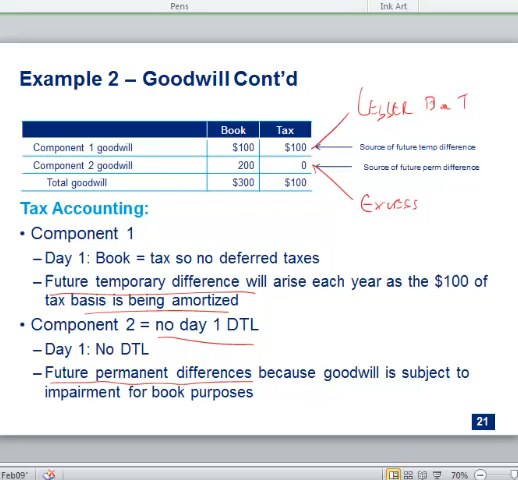 Pens
Ink Art
Example 2 – Goodwill Cont'd
LESSER B or T
Book Tax
Component 1 goodwill $100 $100 Source of future temp difference
Component 2 goodwill 200 0 Source of future perm difference
Total goodwill $300 $100
Excess
Tax Accounting:
• Component 1
– Day 1: Book = tax so no deferred taxes
– Future temporary difference will arise each year as the $100 of
tax basis is being amortized
• Component 2 = no day 1 DTL
– Day 1: No DTL
– Future permanent differences because goodwill is subject to
impairment for book purposes
21
Feb09"
70%